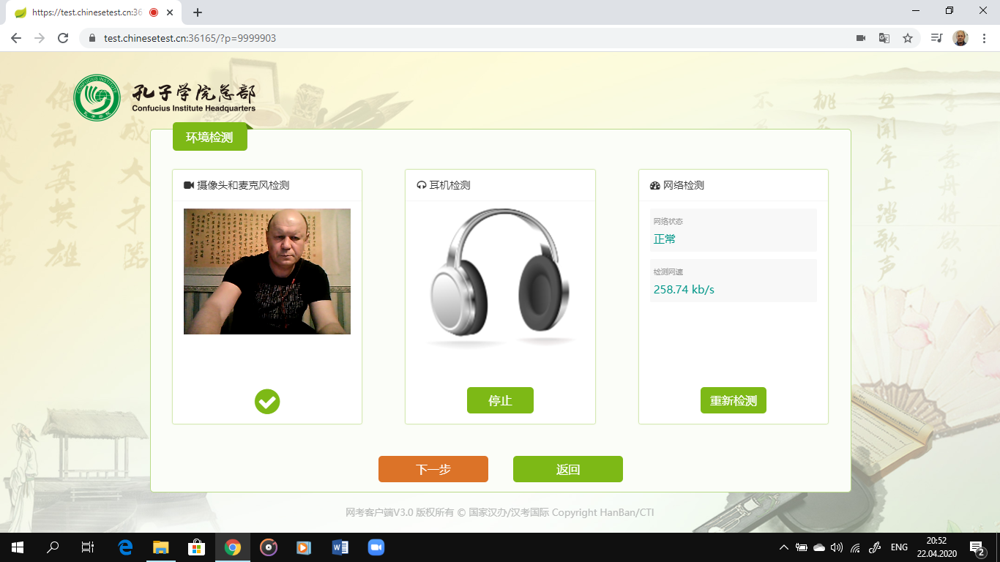 https://test.chinesetest.cn:36
test.chinesetest.cn:36165/?p=9999903
孔子学院总部
Confucius Institute Headquarters
环境检测
摄像头和麦克风检测
耳机检测
网络检测
网络状态
正常
检测网速
258.74 kb/s
停止
重新检测
下一步
返回
网考客户端V3.0 版权所有 © 国家汉办/汉考国际 Copyright HanBan/CTI
ENG
20:52
22.04.2020
2